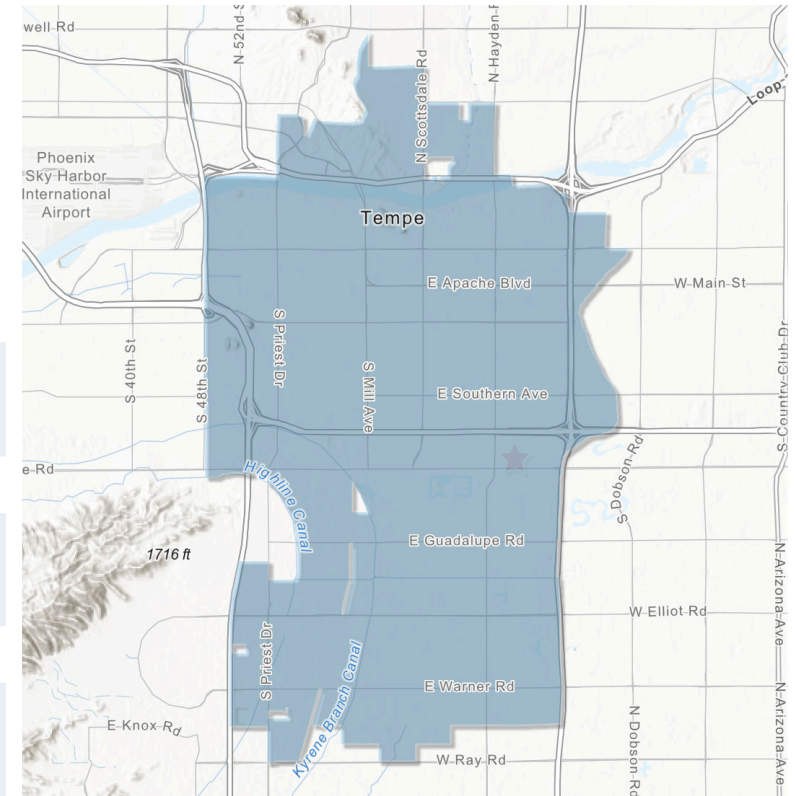 well Rd
N 52nd S
N Scottsdale Rd
N Hayden R
Loop
Phoenix
Sky Harbor
International
Airport
Tempe
E Apache Blvd
W Main St
S Priest Dr
S 40th St
S 48th St
S Mill Ave
E Southern Ave
S Country Club Dr
e Rd
Highline Canal
S Dobson Rd
1716 ft
E Guadalupe Rd
N Arizona Ave
W Elliot Rd
S Priest Dr
Kyrene Branch Canal
E Warner Rd
E Knox Rd
N Dobson Rd
N Arizona Ave
W Ray Rd